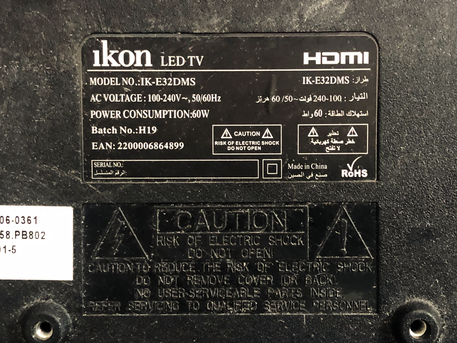 ikon LED TV HDMI
MODEL NO.:IK-E32DMS IK-E32DMS :طراز
AC VOLTAGE: 100-240V~, 50/60Hz التيار: 100-240 فولت~ 50/ 60 هرتز
POWER CONSUMPTION:60W استهلاك الطاقة: 60 واط
Batch No.:H19
EAN: 2200006864899
CAUTION
RISK OF ELECTRIC SHOCK
DO NOT OPEN
تحذير
خطر صدمة كهربائية
لا تفتح
SERIAL NO.:
الرقم المتسلسل:
Made in China
صنع في الصين
RoHS
06-0361
58.PB802
01-5
CAUTION
RISK OF ELECTRIC SHOCK
DO NOT OPEN!
CAUTION:TO REDUCE THE RISK OF ELECTRIC SHOCK
DO NOT REMOVE COVER (OR BACK)
NO USER-SERVICEABLE PARTS INSIDE
REFER SERVICING TO QUALIFIED SERVICE PERSONNEL